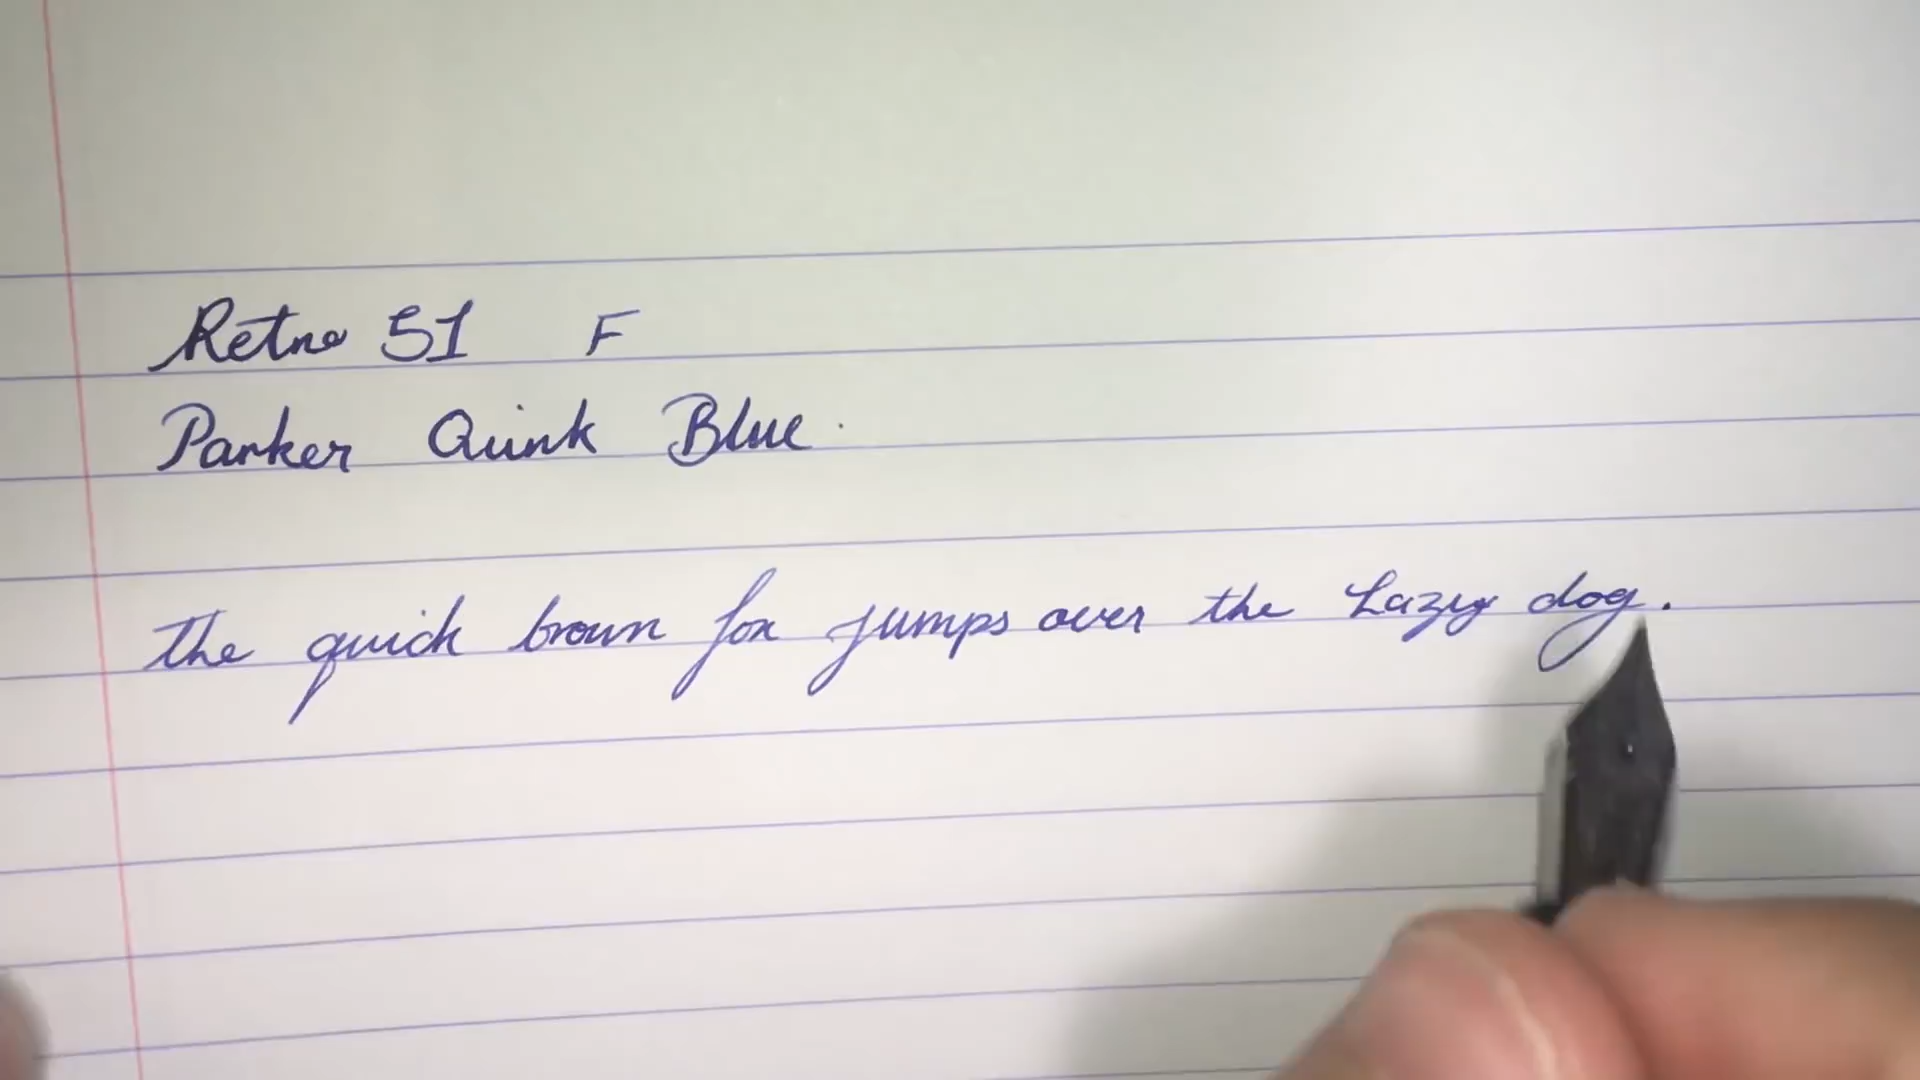 Retro 51 F
Parker Quink Blue.
The quick brown fox jumps over the Lazy dog.